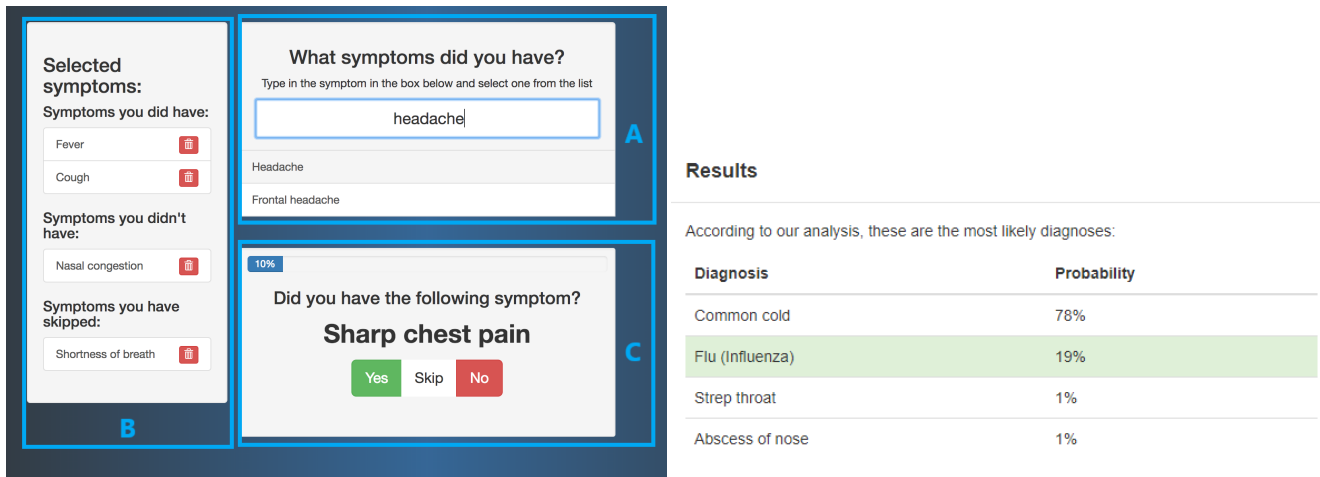 Selected
symptoms:
Symptoms you did have:
Fever
Cough
Symptoms you didn't
have:
Nasal congestion
Symptoms you have
skipped:
Shortness of breath
B
What symptoms did you have?
Type in the symptom in the box below and select one from the list
headache
Headache
Frontal headache
A
10%
Did you have the following symptom?
Sharp chest pain
Yes Skip No
C
Results
According to our analysis, these are the most likely diagnoses:
Diagnosis Probability
Common cold 78%
Flu (Influenza) 19%
Strep throat 1%
Abscess of nose 1%